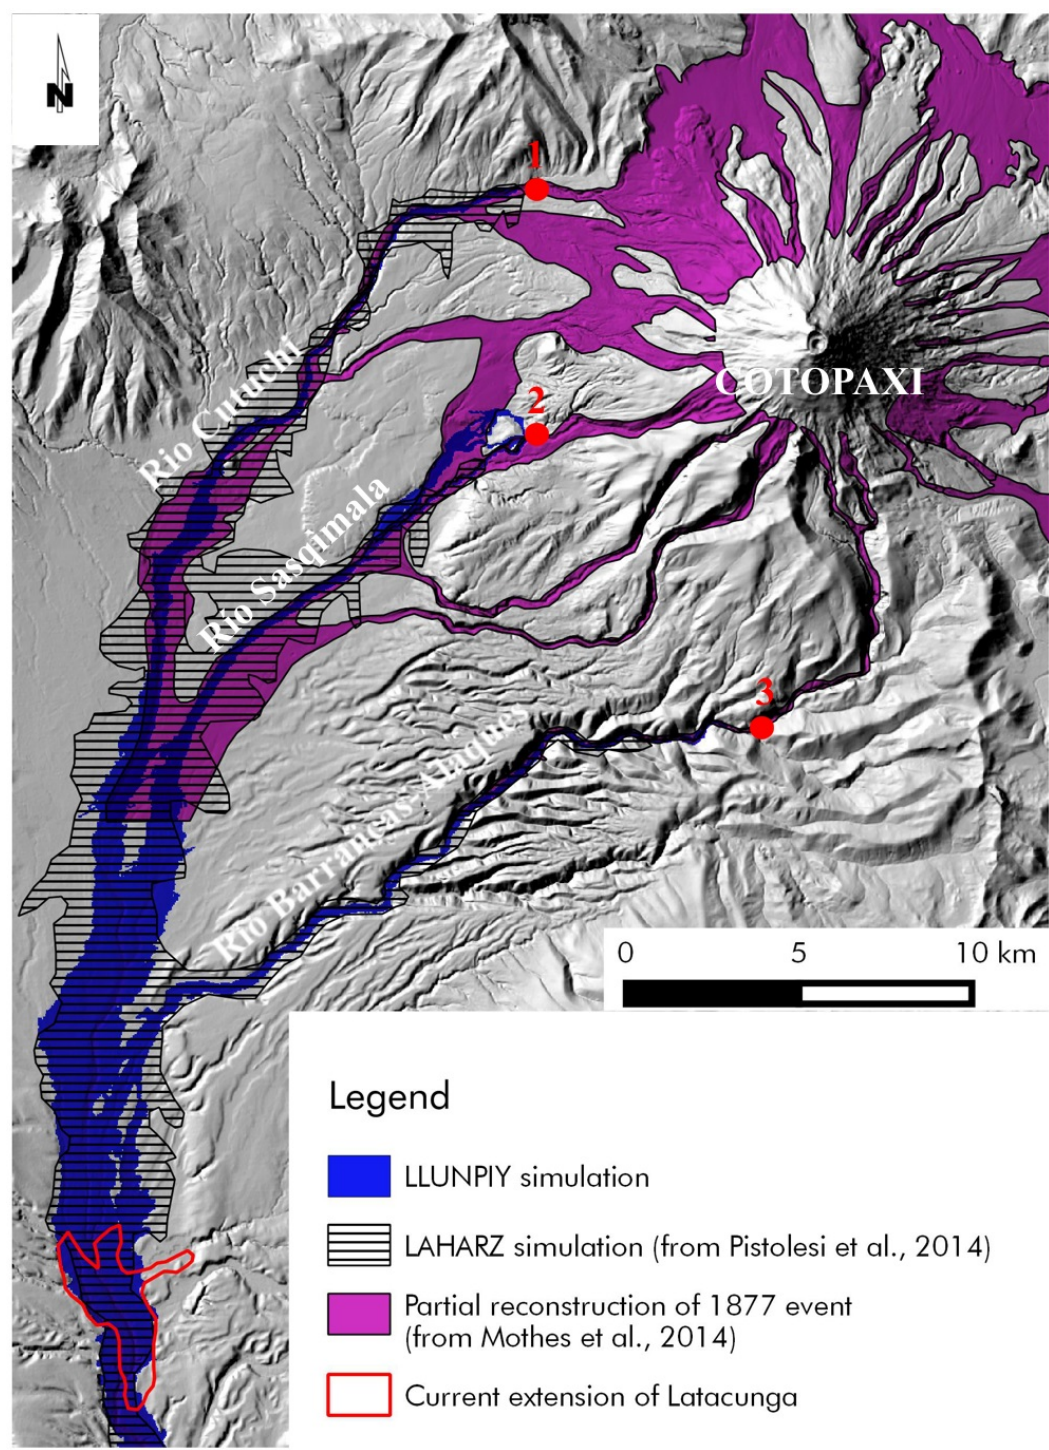 N
1
Rio Cutuchi
COTOPAXI
2
Rio Sasqimala
3
Rio Barrancas-Alaques
0 5 10 km
Legend
LLUNPIY simulation
LAHARZ simulation (from Pistolesi et al., 2014)
Partial reconstruction of 1877 event
(from Mothes et al., 2014)
Current extension of Latacunga